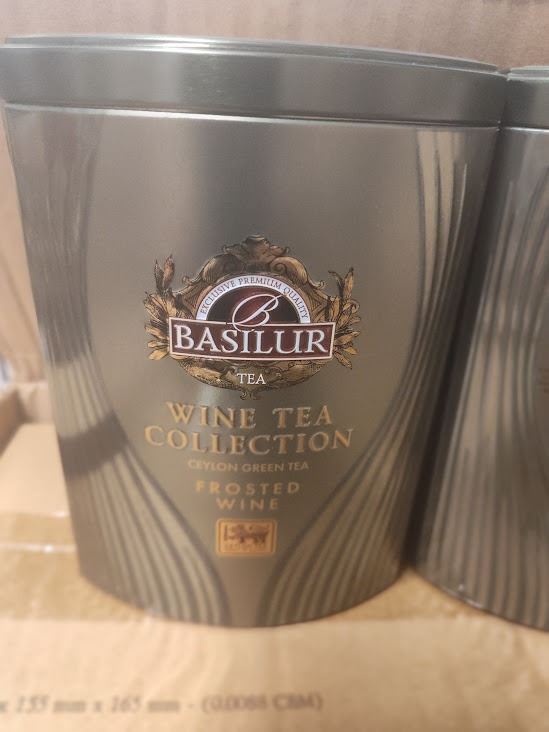 EXCLUSIVE PREMIUM QUALITY
B
BASILUR
TEA
WINE TEA
COLLECTION
CEYLON GREEN TEA
FROSTED
WINE
x 155 mm x 165 mm - (0.0088 CBM)